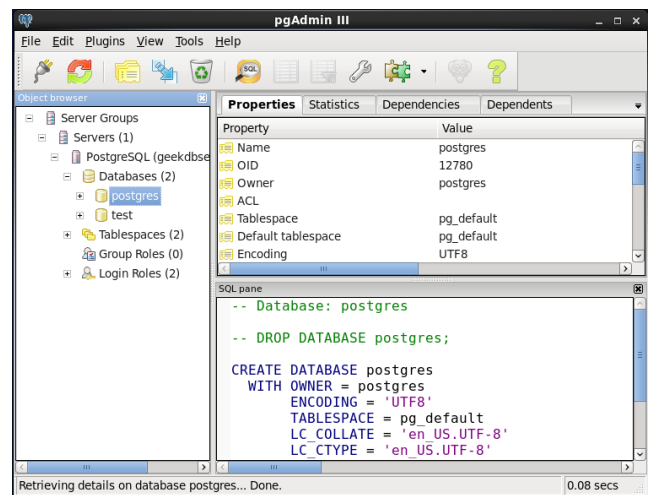 pgAdmin III
File Edit Plugins View Tools Help
SQL
Object browser
Server Groups
Servers (1)
PostgreSQL (geekdbse
Databases (2)
postgres
test
Tablespaces (2)
Group Roles (0)
Login Roles (2)
Properties Statistics Dependencies Dependents
Property Value
Name postgres
OID 12780
Owner postgres
ACL
Tablespace pg_default
Default tablespace pg_default
Encoding UTF8
SQL pane
-- Database: postgres
-- DROP DATABASE postgres;
CREATE DATABASE postgres
WITH OWNER = postgres
ENCODING = 'UTF8'
TABLESPACE = pg_default
LC_COLLATE = 'en_US.UTF-8'
LC_CTYPE = 'en_US.UTF-8'
Retrieving details on database postgres... Done. 0.08 secs